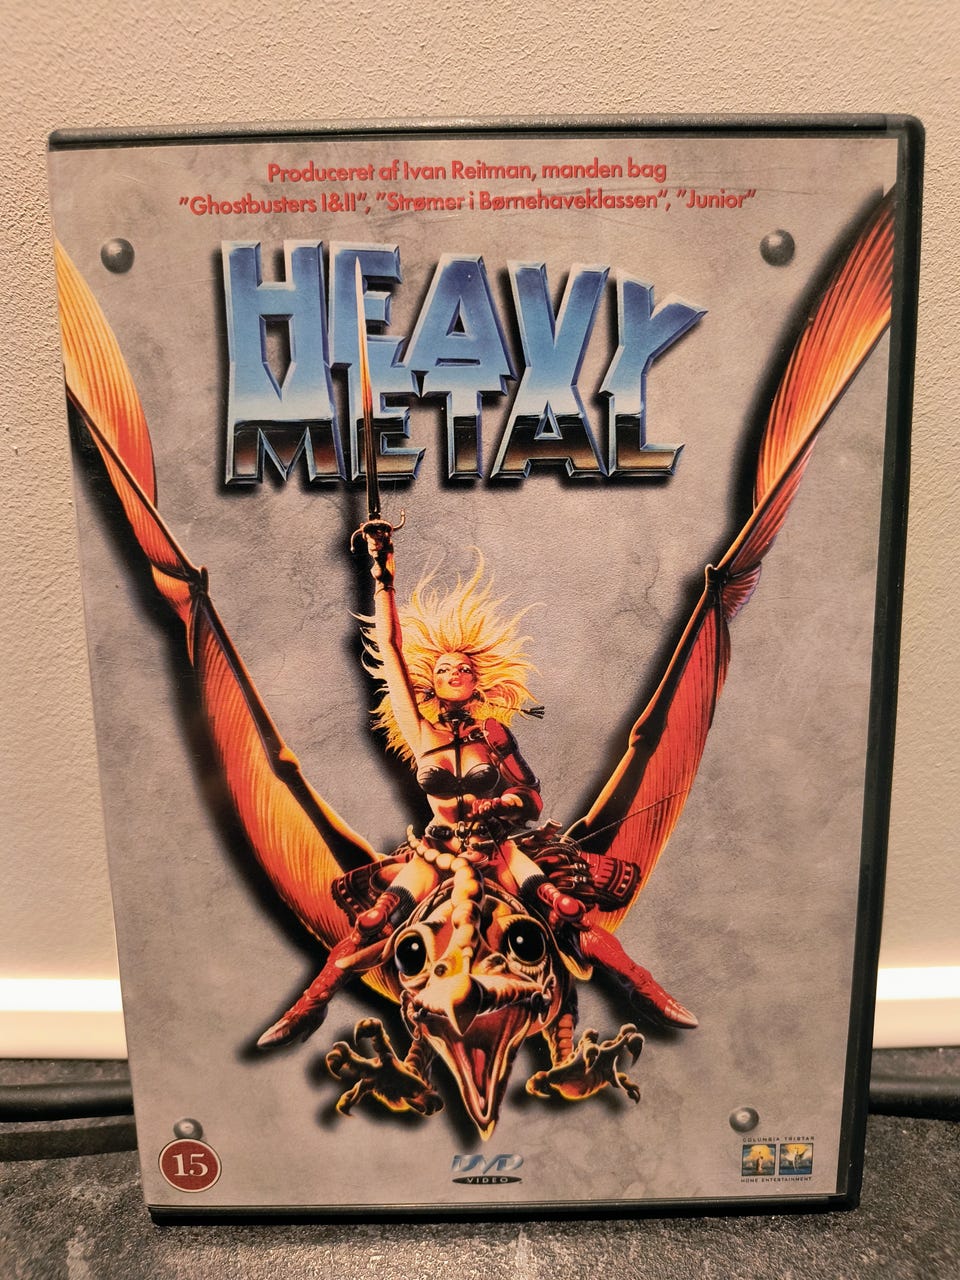 Produceret af Ivan Reitman, manden bag
"Ghostbusters I&II", "Strømer i Børnehaveklassen", "Junior"
HEAVY
METAL
15
DVD
VIDEO
COLUMBIA TRISTAR
HOME ENTERTAINMENT